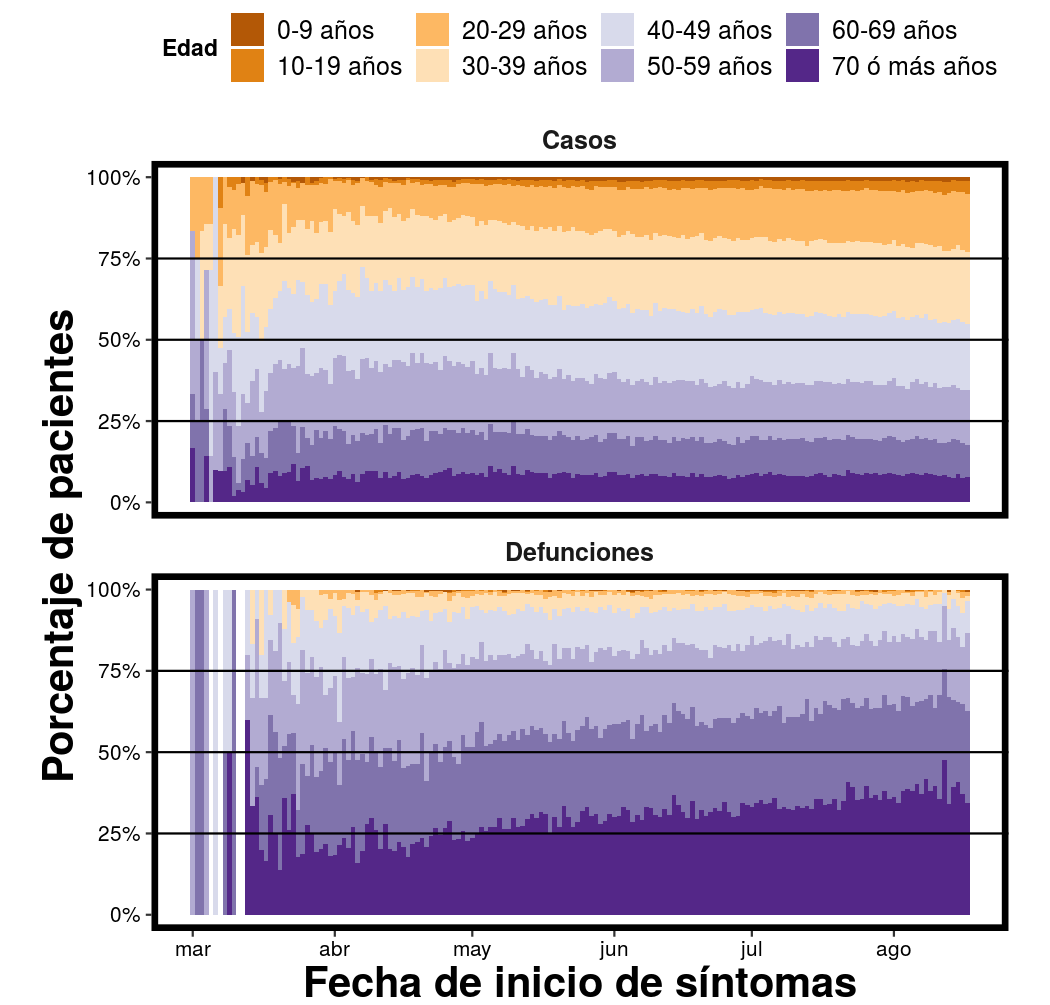 Edad
0-9 años
20-29 años
40-49 años
60-69 años
10-19 años
30-39 años
50-59 años
70 ó más años
Casos
100%
75%
50%
25%
0%
Defunciones
100%
75%
50%
25%
0%
mar
abr
may
jun
jul
ago
Fecha de inicio de síntomas
Porcentaje de pacientes